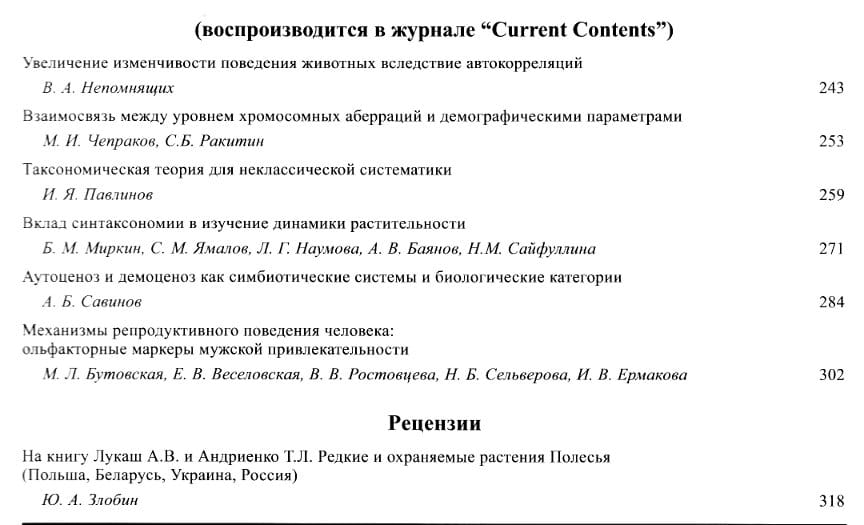 (воспроизводится в журнале “Current Contents”)
Увеличение изменчивости поведения животных вследствие автокорреляций
В. А. Непомнящих 243
Взаимосвязь между уровнем хромосомных аберраций и демографическими параметрами
М. И. Чепраков, С.Б. Ракитин 253
Таксономическая теория для неклассической систематики
И. Я. Павлинов 259
Вклад синтаксономии в изучение динамики растительности
Б. М. Миркин, С. М. Ямалов, Л. Г. Наумова, А. В. Баянов, Н.М. Сайфуллина 271
Аутоценоз и демоценоз как симбиотические системы и биологические категории
А. Б. Савинов 284
Механизмы репродуктивного поведения человека:
ольфакторные маркеры мужской привлекательности
М. Л. Бутовская, Е. В. Веселовская, В. В. Ростовцева, Н. Б. Сельверова, И. В. Ермакова 302
Рецензии
На книгу Лукаш А.В. и Андриенко Т.Л. Редкие и охраняемые растения Полесья
(Польша, Беларусь, Украина, Россия)
Ю. А. Злобин 318